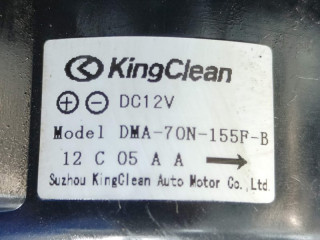 KingClean
⊕ ⊖ DC12V
Model DMA-70N-155F-B
12 C 05 A A →
Suzhou KingClean Auto Motor Co., Ltd.